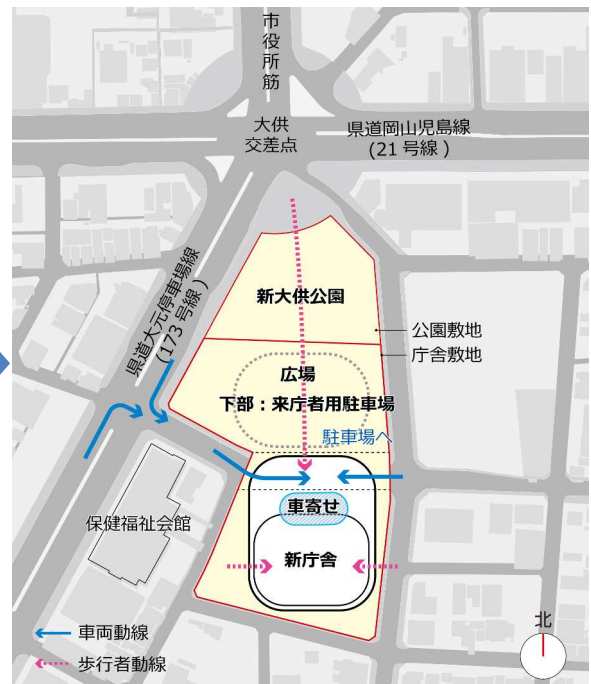 市役所筋
大供
交差点
県道岡山児島線
(21号線)
県道大元停車場線
(173号線)
新大供公園
公園敷地
庁舎敷地
広場
下部：来庁者用駐車場
駐車場へ
車寄せ
保健福祉会館
新庁舎
車両動線
歩行者動線
北